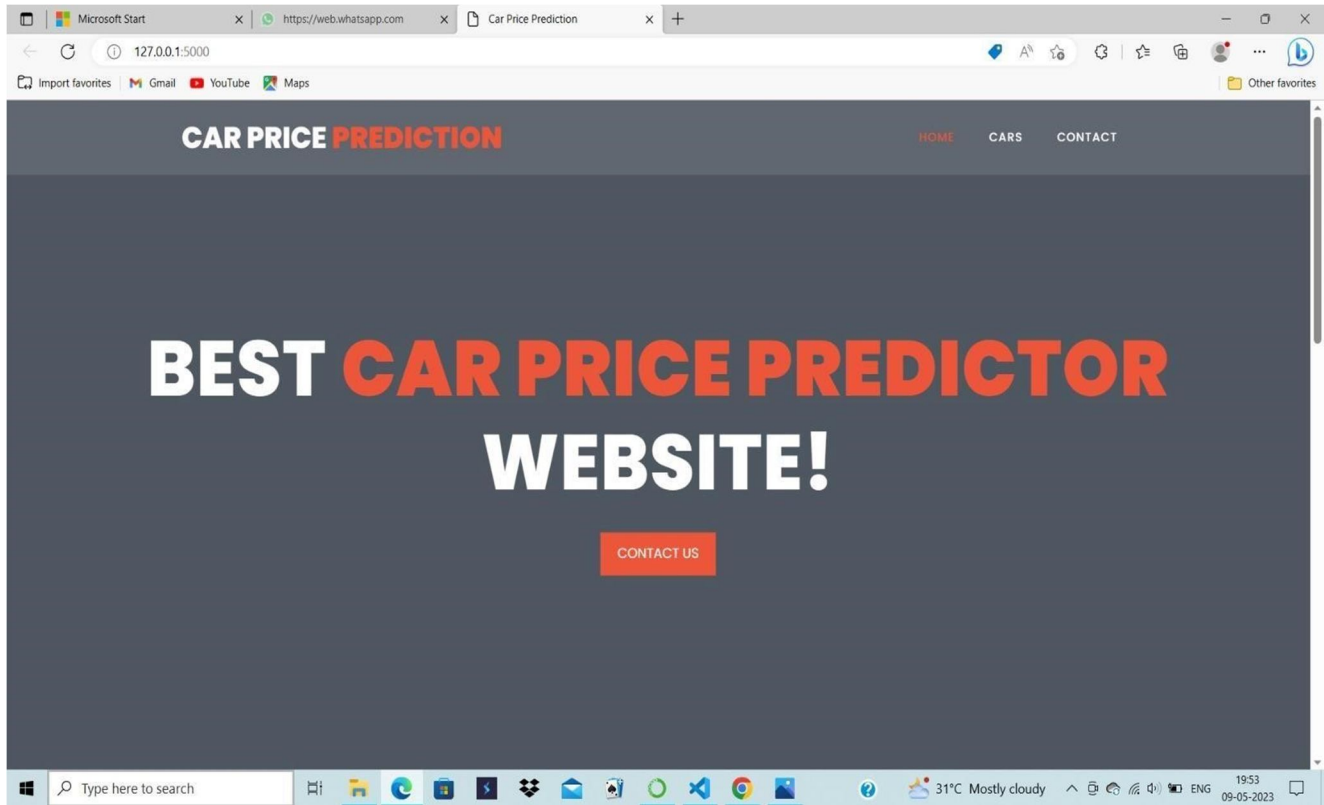 Microsoft Start
https://web.whatsapp.com
Car Price Prediction
127.0.0.1:5000
Import favorites
Gmail
YouTube
Maps
Other favorites
CAR PRICE PREDICTION
HOME
CARS
CONTACT
BEST CAR PRICE PREDICTOR
WEBSITE!
CONTACT US
Type here to search
31°C Mostly cloudy
ENG
19:53
09-05-2023